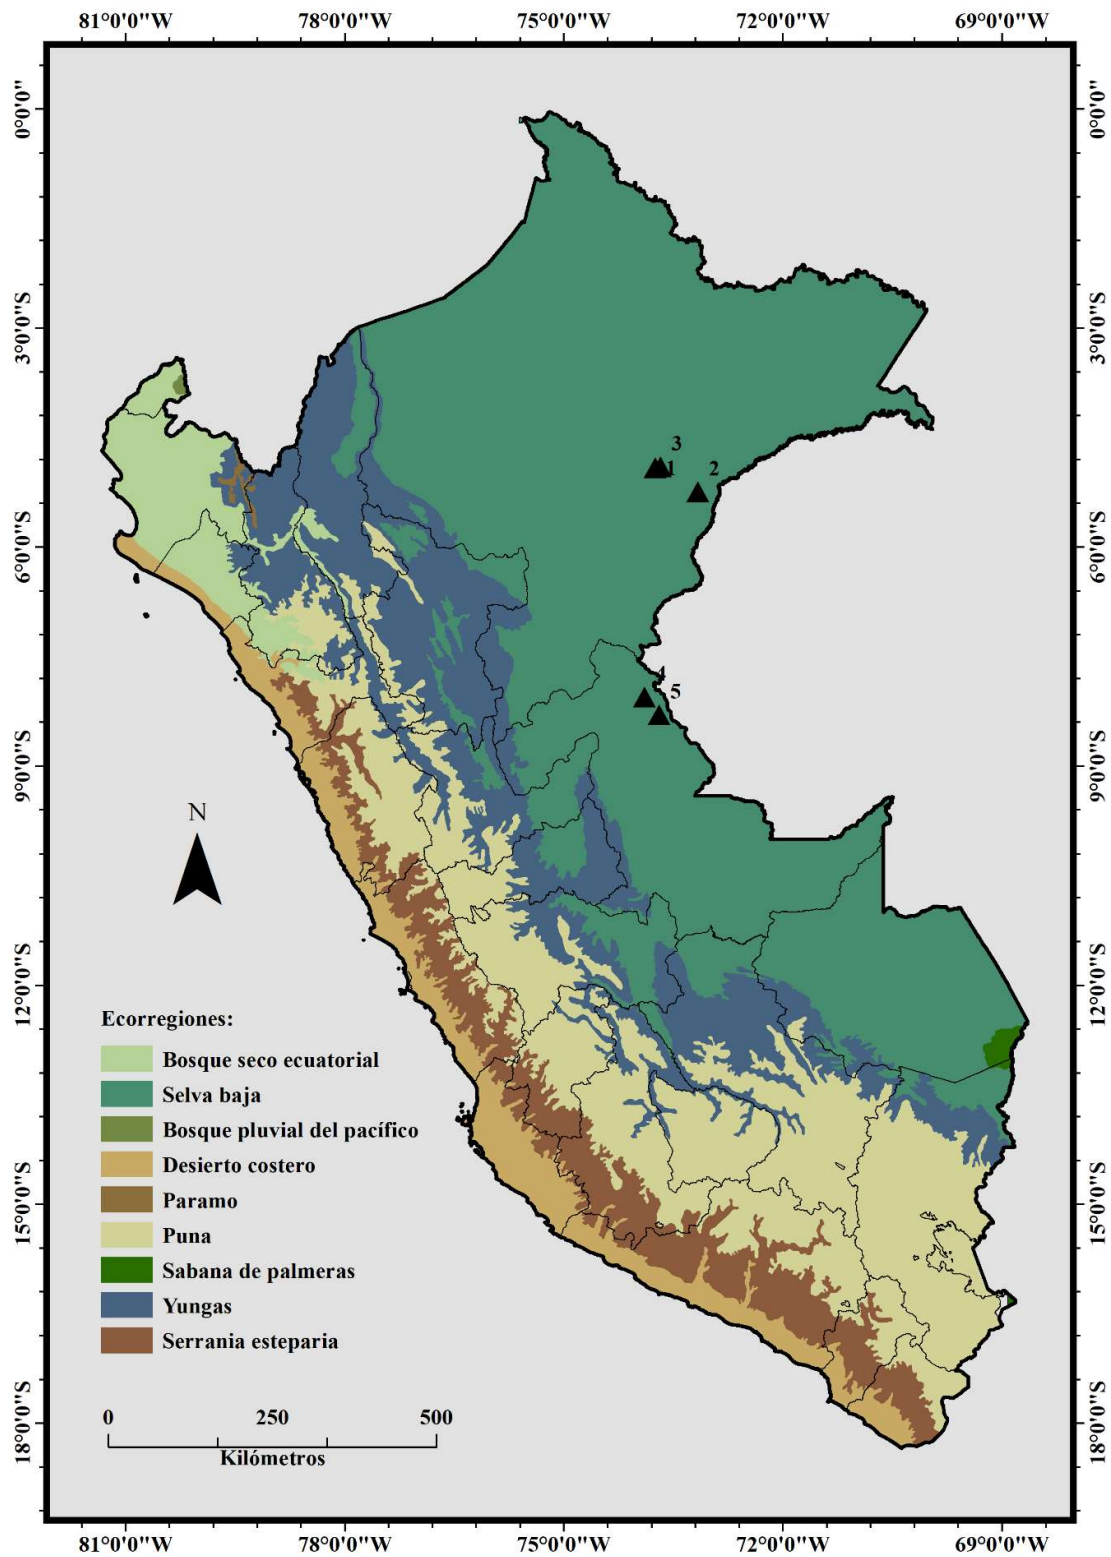 81°0'0"W 78°0'0"W 75°0'0"W 72°0'0"W 69°0'0"W
0°0'0" 0°0'0"
3°0'0"S 3°0'0"S
3
1 2
6°0'0"S 6°0'0"S
4
5
9°0'0"S 9°0'0"S
N
12°0'0"S 12°0'0"S
Ecorregiones:
Bosque seco ecuatorial
Selva baja
Bosque pluvial del pacífico
Desierto costero
Paramo
15°0'0"S 15°0'0"S
Puna
Sabana de palmeras
Yungas
Serrania esteparia
0 250 500
18°0'0"S 18°0'0"S
Kilómetros
81°0'0"W 78°0'0"W 75°0'0"W 72°0'0"W 69°0'0"W